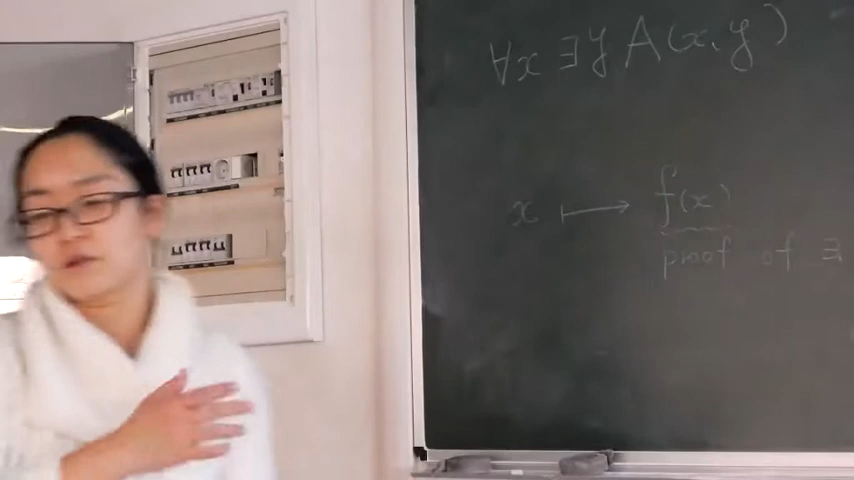 ∀x ∃y A(x,y)
x ⟼ f(x)
proof of ∃